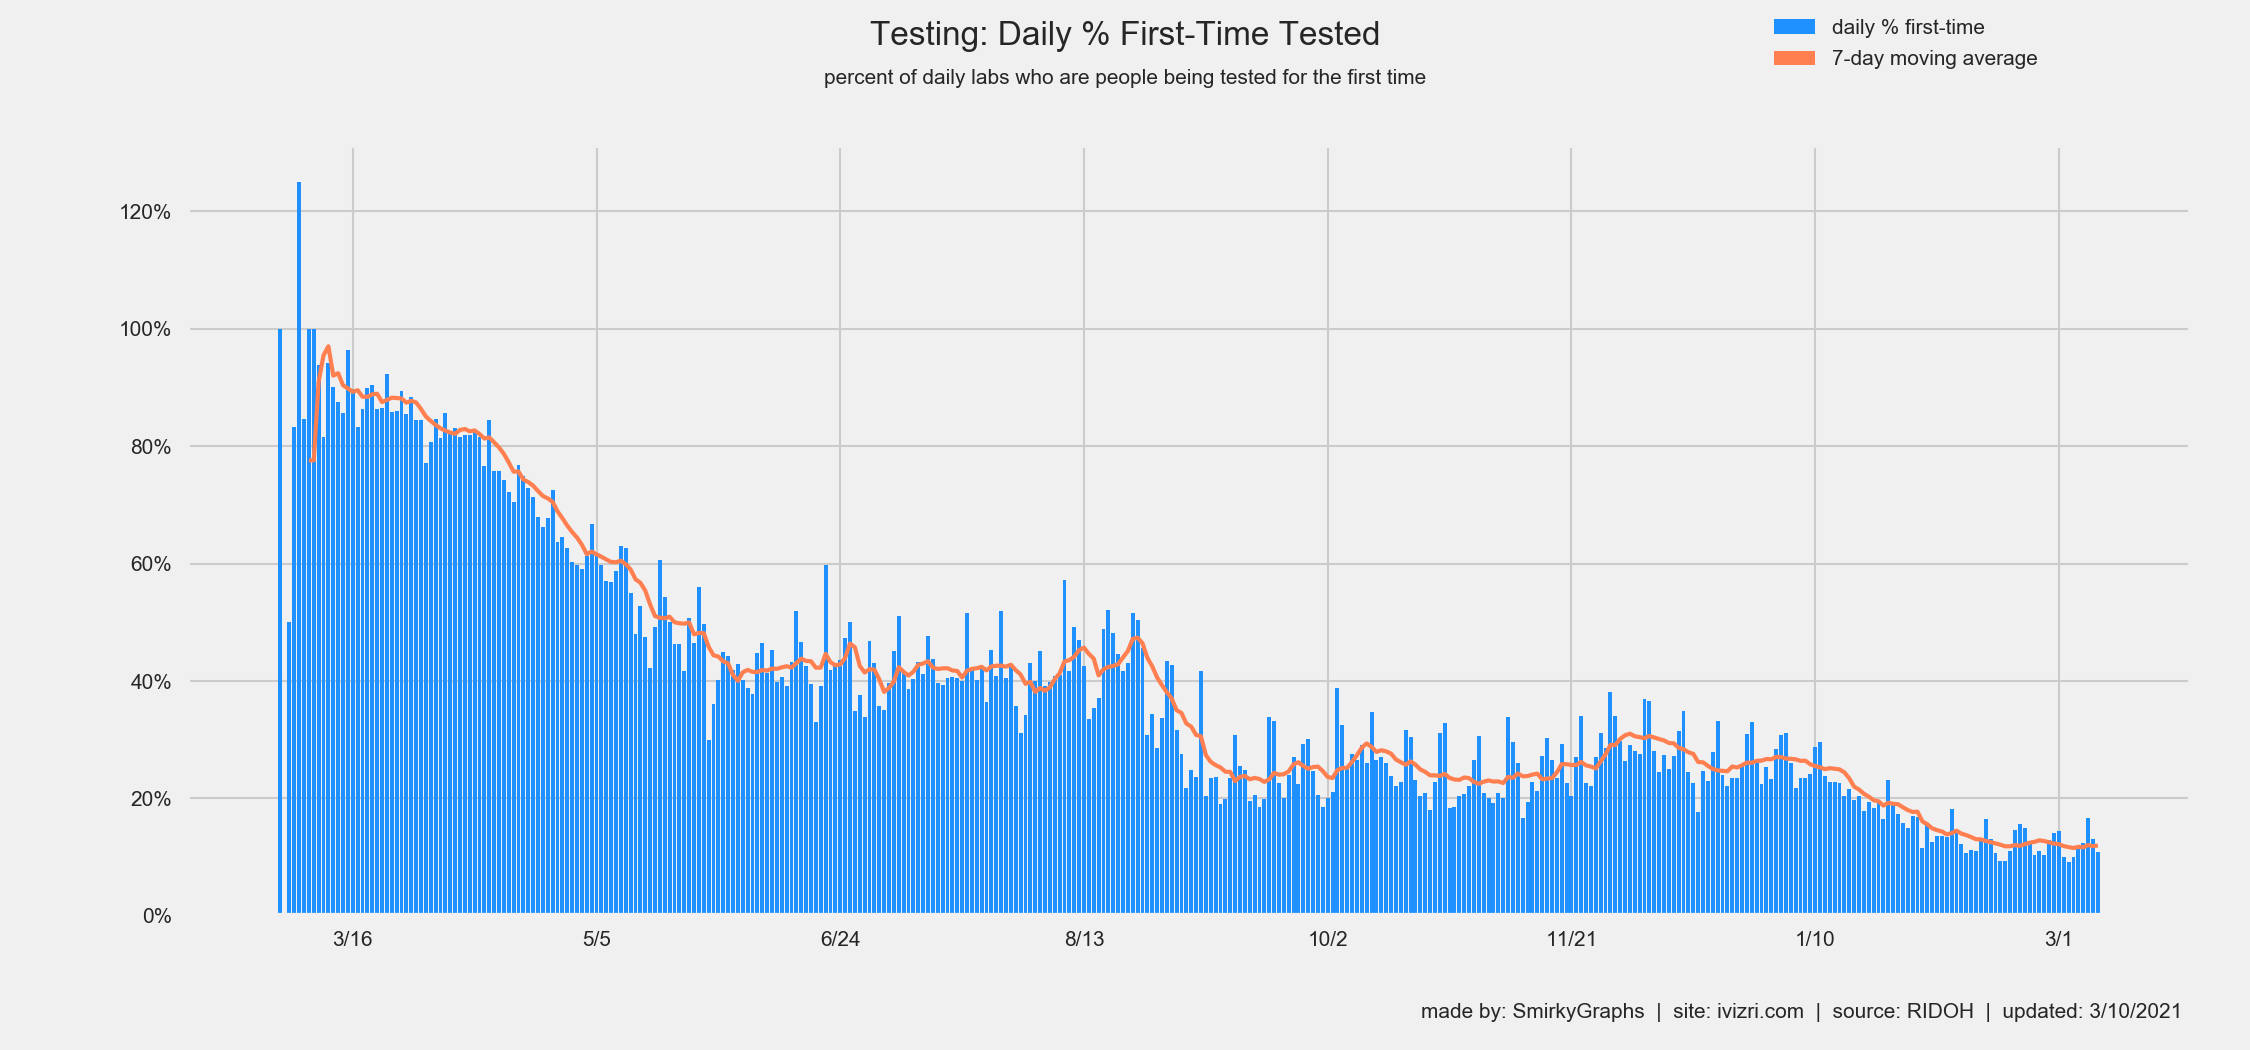 Testing: Daily % First-Time Tested
percent of daily labs who are people being tested for the first time
daily % first-time
7-day moving average
120%
100%
80%
60%
40%
20%
0%
3/16 5/5 6/24 8/13 10/2 11/21 1/10 3/1
made by: SmirkyGraphs | site: ivizri.com | source: RIDOH | updated: 3/10/2021